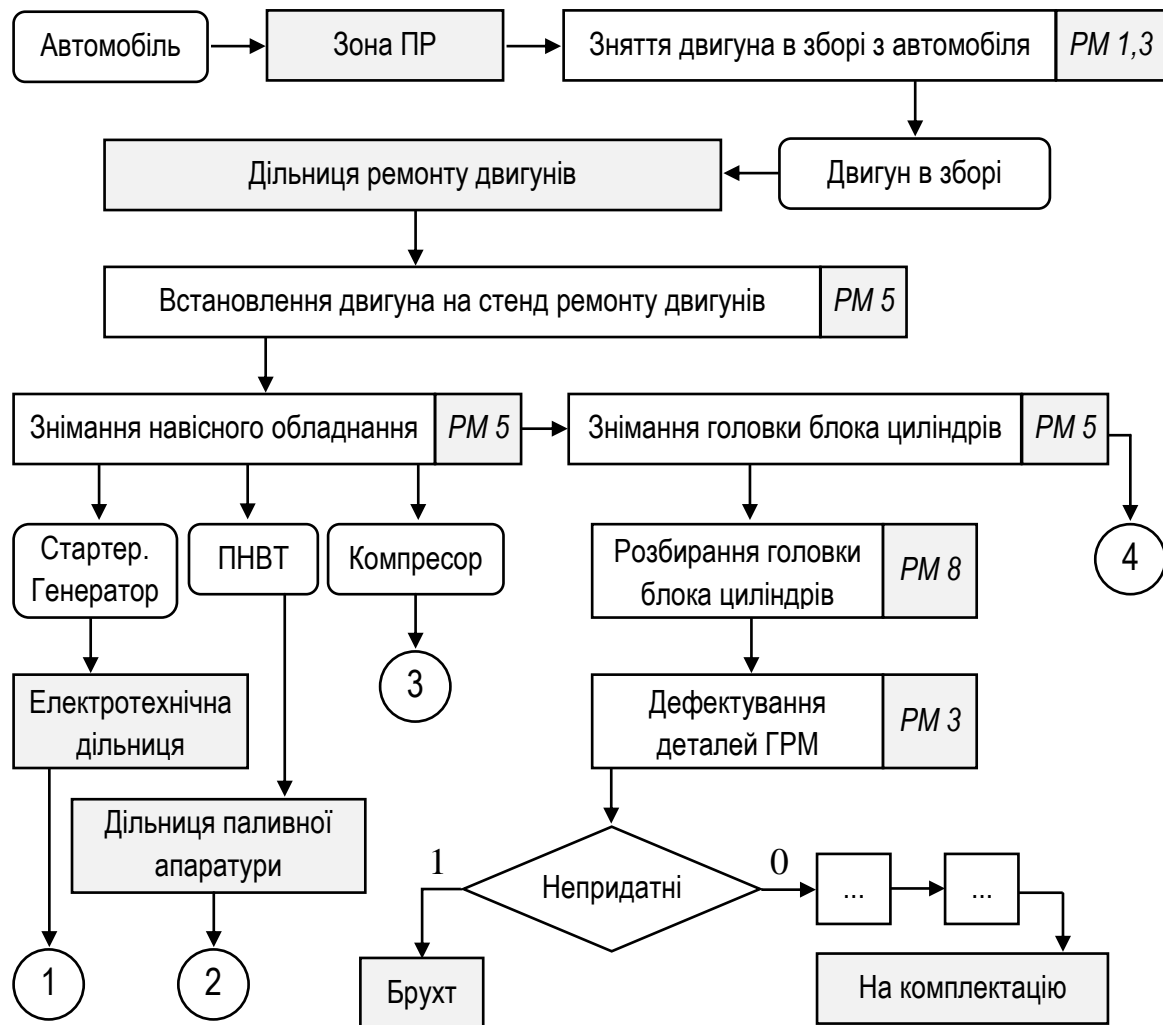 Автомобіль
Зона ПР
Зняття двигуна в зборі з автомобіля
РМ 1,3
Дільниця ремонту двигунів
Двигун в зборі
Встановлення двигуна на стенд ремонту двигунів
РМ 5
Знімання навісного обладнання
РМ 5
Знімання головки блока циліндрів
РМ 5
Стартер.
Генератор
ПНВТ
Компресор
Розбирання головки
блока циліндрів
РМ 8
4
3
Електротехнічна
дільниця
Дефектування
деталей ГРМ
РМ 3
Дільниця паливної
апаратури
1
Непридатні
0
...
...
1
2
Брухт
На комплектацію